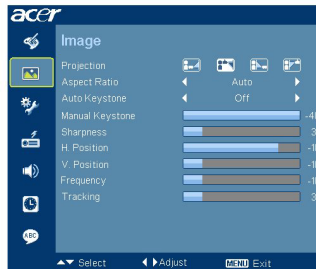 acer
Image
Projection
Aspect Ratio Auto
Auto Keystone Off
Manual Keystone
Sharpness
H. Position
V. Position
Frequency
Tracking
ABC
Select Adjust MENU Exit